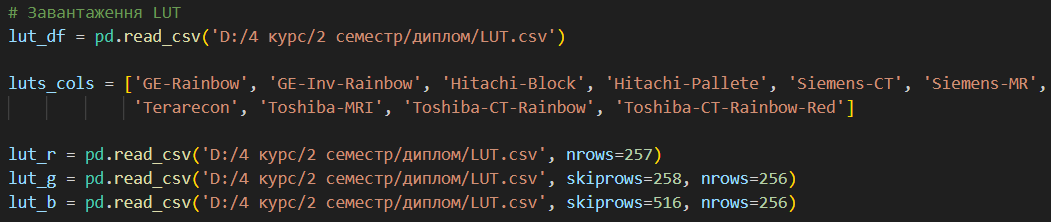 # Завантаження LUT
lut_df = pd.read_csv('D:/4 курс/2 семестр/диплом/LUT.csv')
luts_cols = ['GE-Rainbow', 'GE-Inv-Rainbow', 'Hitachi-Block', 'Hitachi-Pallete', 'Siemens-CT', 'Siemens-MR',
'Terarecon', 'Toshiba-MRI', 'Toshiba-CT-Rainbow', 'Toshiba-CT-Rainbow-Red']
lut_r = pd.read_csv('D:/4 курс/2 семестр/диплом/LUT.csv', nrows=257)
lut_g = pd.read_csv('D:/4 курс/2 семестр/диплом/LUT.csv', skiprows=258, nrows=256)
lut_b = pd.read_csv('D:/4 курс/2 семестр/диплом/LUT.csv', skiprows=516, nrows=256)